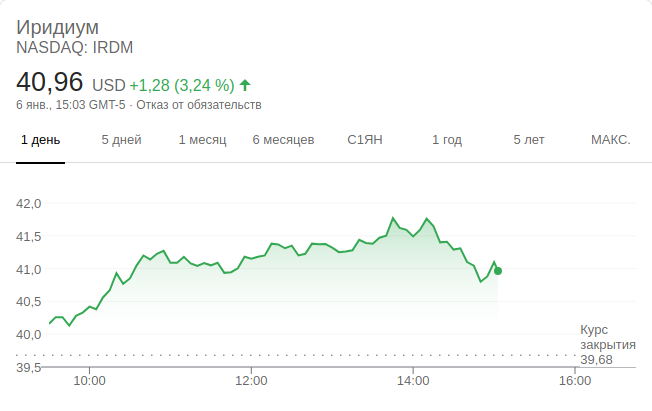 Иридиум
NASDAQ: IRDM
40,96 USD +1,28 (3,24 %)
6 янв., 15:03 GMT-5 · Отказ от обязательств
1 день 5 дней 1 месяц 6 месяцев С1ЯН 1 год 5 лет МАКС.
42,0
41,5
41,0
40,5
40,0
Курс
закрытия
39,68
39,5
10:00 12:00 14:00 16:00